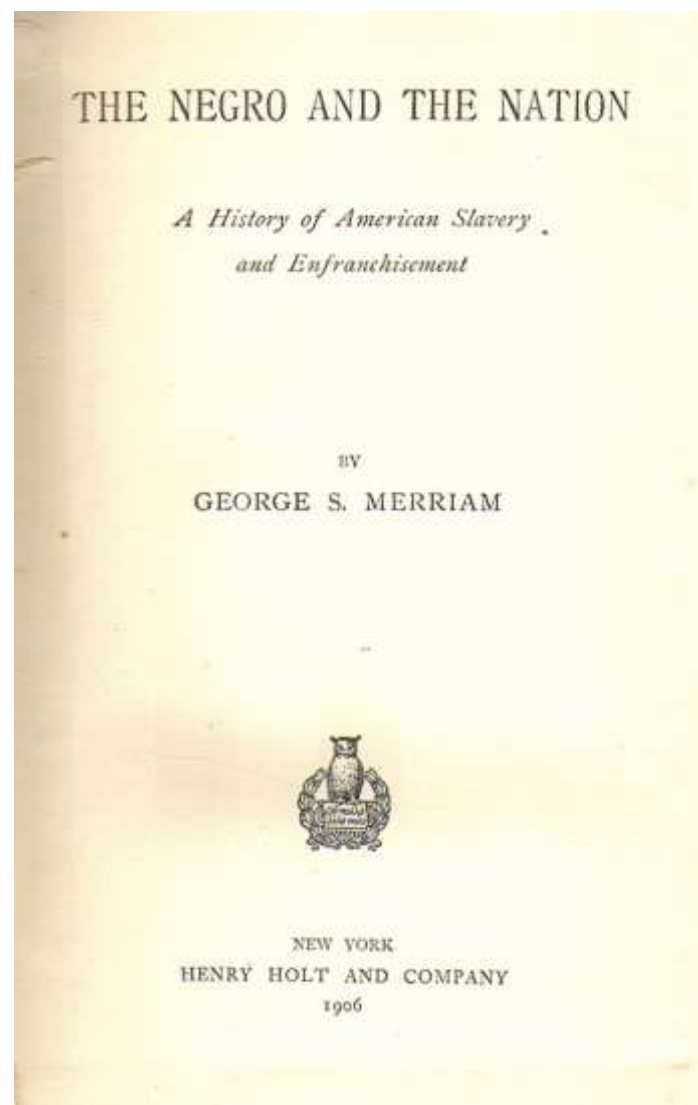 THE NEGRO AND THE NATION
A History of American Slavery
and Enfranchisement
BY
GEORGE S. MERRIAM
NEW YORK
HENRY HOLT AND COMPANY
1906